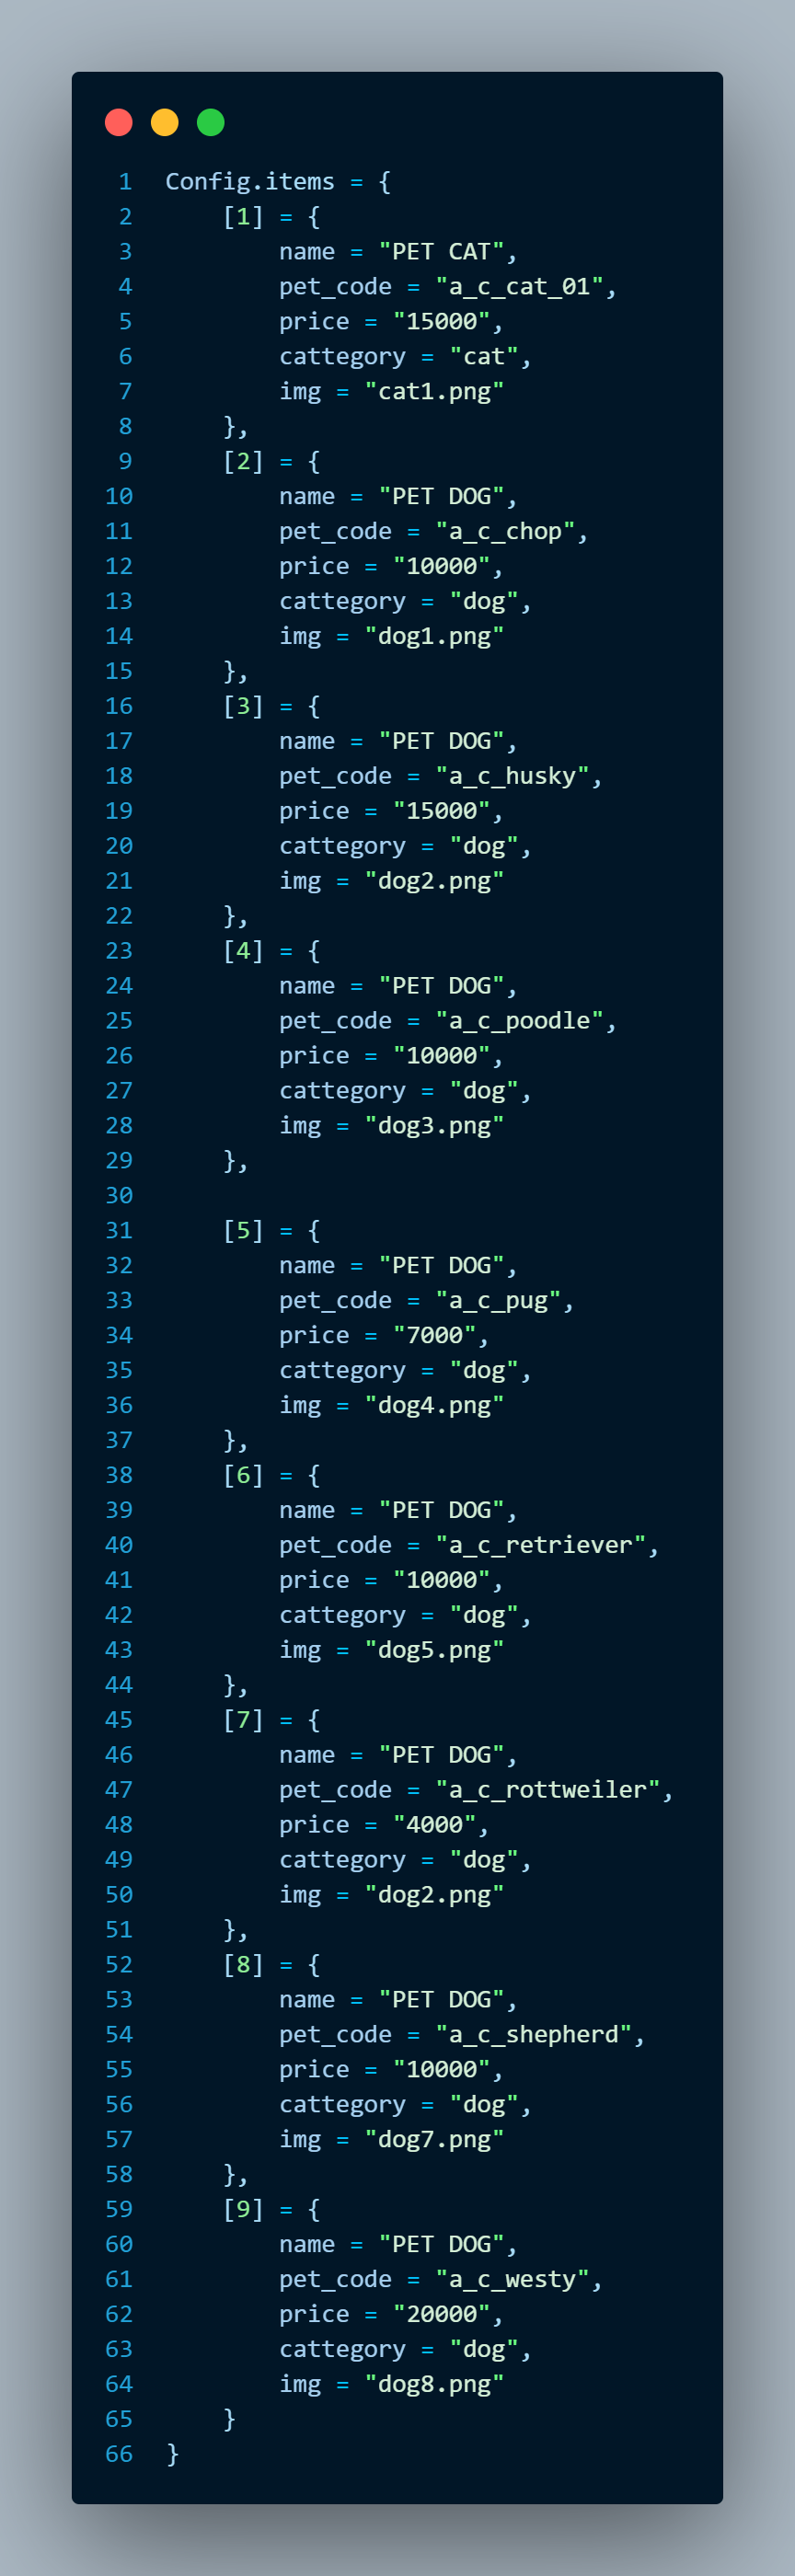 1 Config.items = {
2     [1] = {
3         name = "PET CAT",
4         pet_code = "a_c_cat_01",
5         price = "15000",
6         cattegory = "cat",
7         img = "cat1.png"
8     },
9     [2] = {
10         name = "PET DOG",
11         pet_code = "a_c_chop",
12         price = "10000",
13         cattegory = "dog",
14         img = "dog1.png"
15     },
16     [3] = {
17         name = "PET DOG",
18         pet_code = "a_c_husky",
19         price = "15000",
20         cattegory = "dog",
21         img = "dog2.png"
22     },
23     [4] = {
24         name = "PET DOG",
25         pet_code = "a_c_poodle",
26         price = "10000",
27         cattegory = "dog",
28         img = "dog3.png"
29     },
30
31     [5] = {
32         name = "PET DOG",
33         pet_code = "a_c_pug",
34         price = "7000",
35         cattegory = "dog",
36         img = "dog4.png"
37     },
38     [6] = {
39         name = "PET DOG",
40         pet_code = "a_c_retriever",
41         price = "10000",
42         cattegory = "dog",
43         img = "dog5.png"
44     },
45     [7] = {
46         name = "PET DOG",
47         pet_code = "a_c_rottweiler",
48         price = "4000",
49         cattegory = "dog",
50         img = "dog2.png"
51     },
52     [8] = {
53         name = "PET DOG",
54         pet_code = "a_c_shepherd",
55         price = "10000",
56         cattegory = "dog",
57         img = "dog7.png"
58     },
59     [9] = {
60         name = "PET DOG",
61         pet_code = "a_c_westy",
62         price = "20000",
63         cattegory = "dog",
64         img = "dog8.png"
65     }
66 }